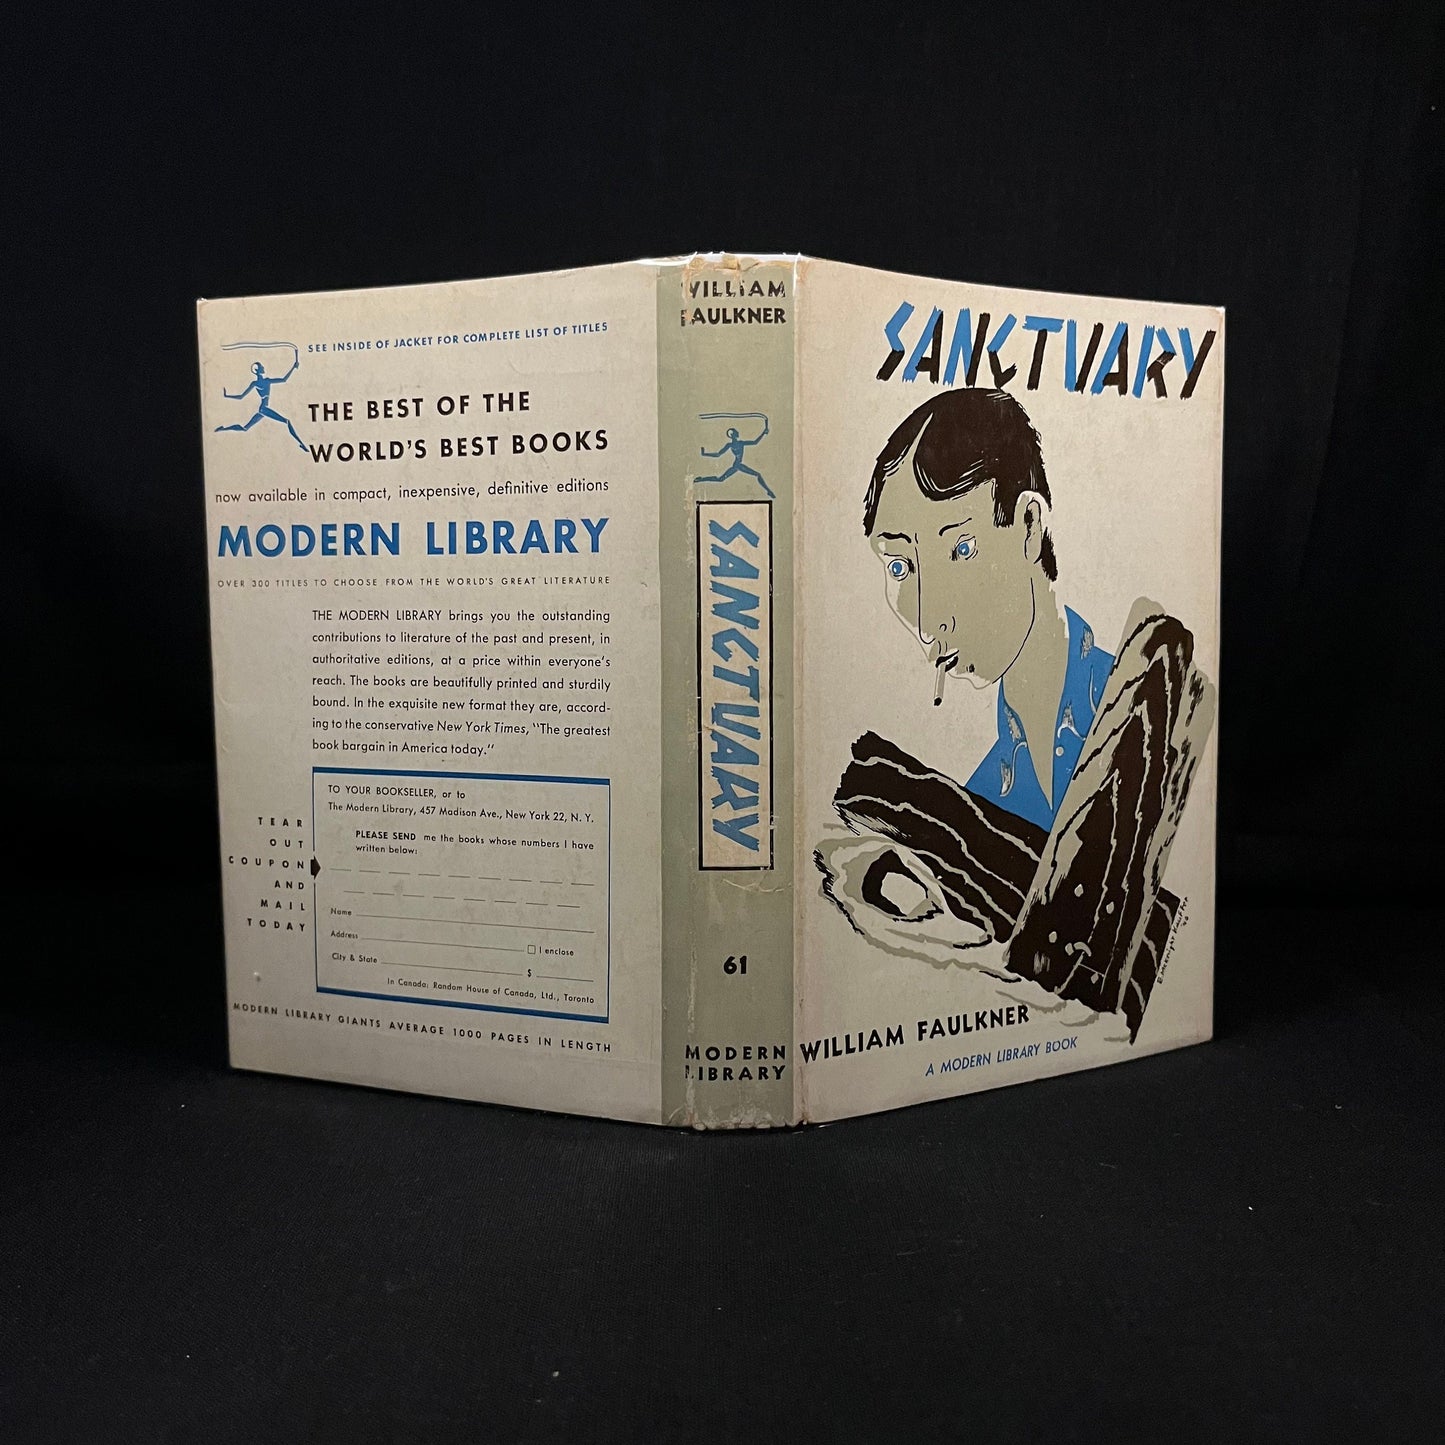 SEE INSIDE OF JACKET FOR COMPLETE LIST OF TITLES
THE BEST OF THE
WORLD'S BEST BOOKS
now available in compact, inexpensive, definitive editions
MODERN LIBRARY
OVER 300 TITLES TO CHOOSE FROM THE WORLD'S GREAT LITERATURE
THE MODERN LIBRARY brings you the outstanding
contributions to literature of the past and present, in
authoritative editions, at a price within everyone's
reach. The books are beautifully printed and sturdily
bound. In the exquisite new format they are, accord-
ing to the conservative New York Times, "The greatest
book bargain in America today."
TEAR
OUT
COUPON
AND
MAIL
TODAY
TO YOUR BOOKSELLER, or to
The Modern Library, 457 Madison Ave., New York 22, N. Y.
PLEASE SEND me the books whose numbers I have
written below:
Name
Address
I enclose
City & State
$
In Canada: Random House of Canada, Ltd., Toronto
MODERN LIBRARY GIANTS AVERAGE 1000 PAGES IN LENGTH
WILLIAM
FAULKNER
SANCTUARY
61
MODERN
LIBRARY
SANCTUARY
E. McKnight Kauffer
'40
WILLIAM FAULKNER
A MODERN LIBRARY BOOK